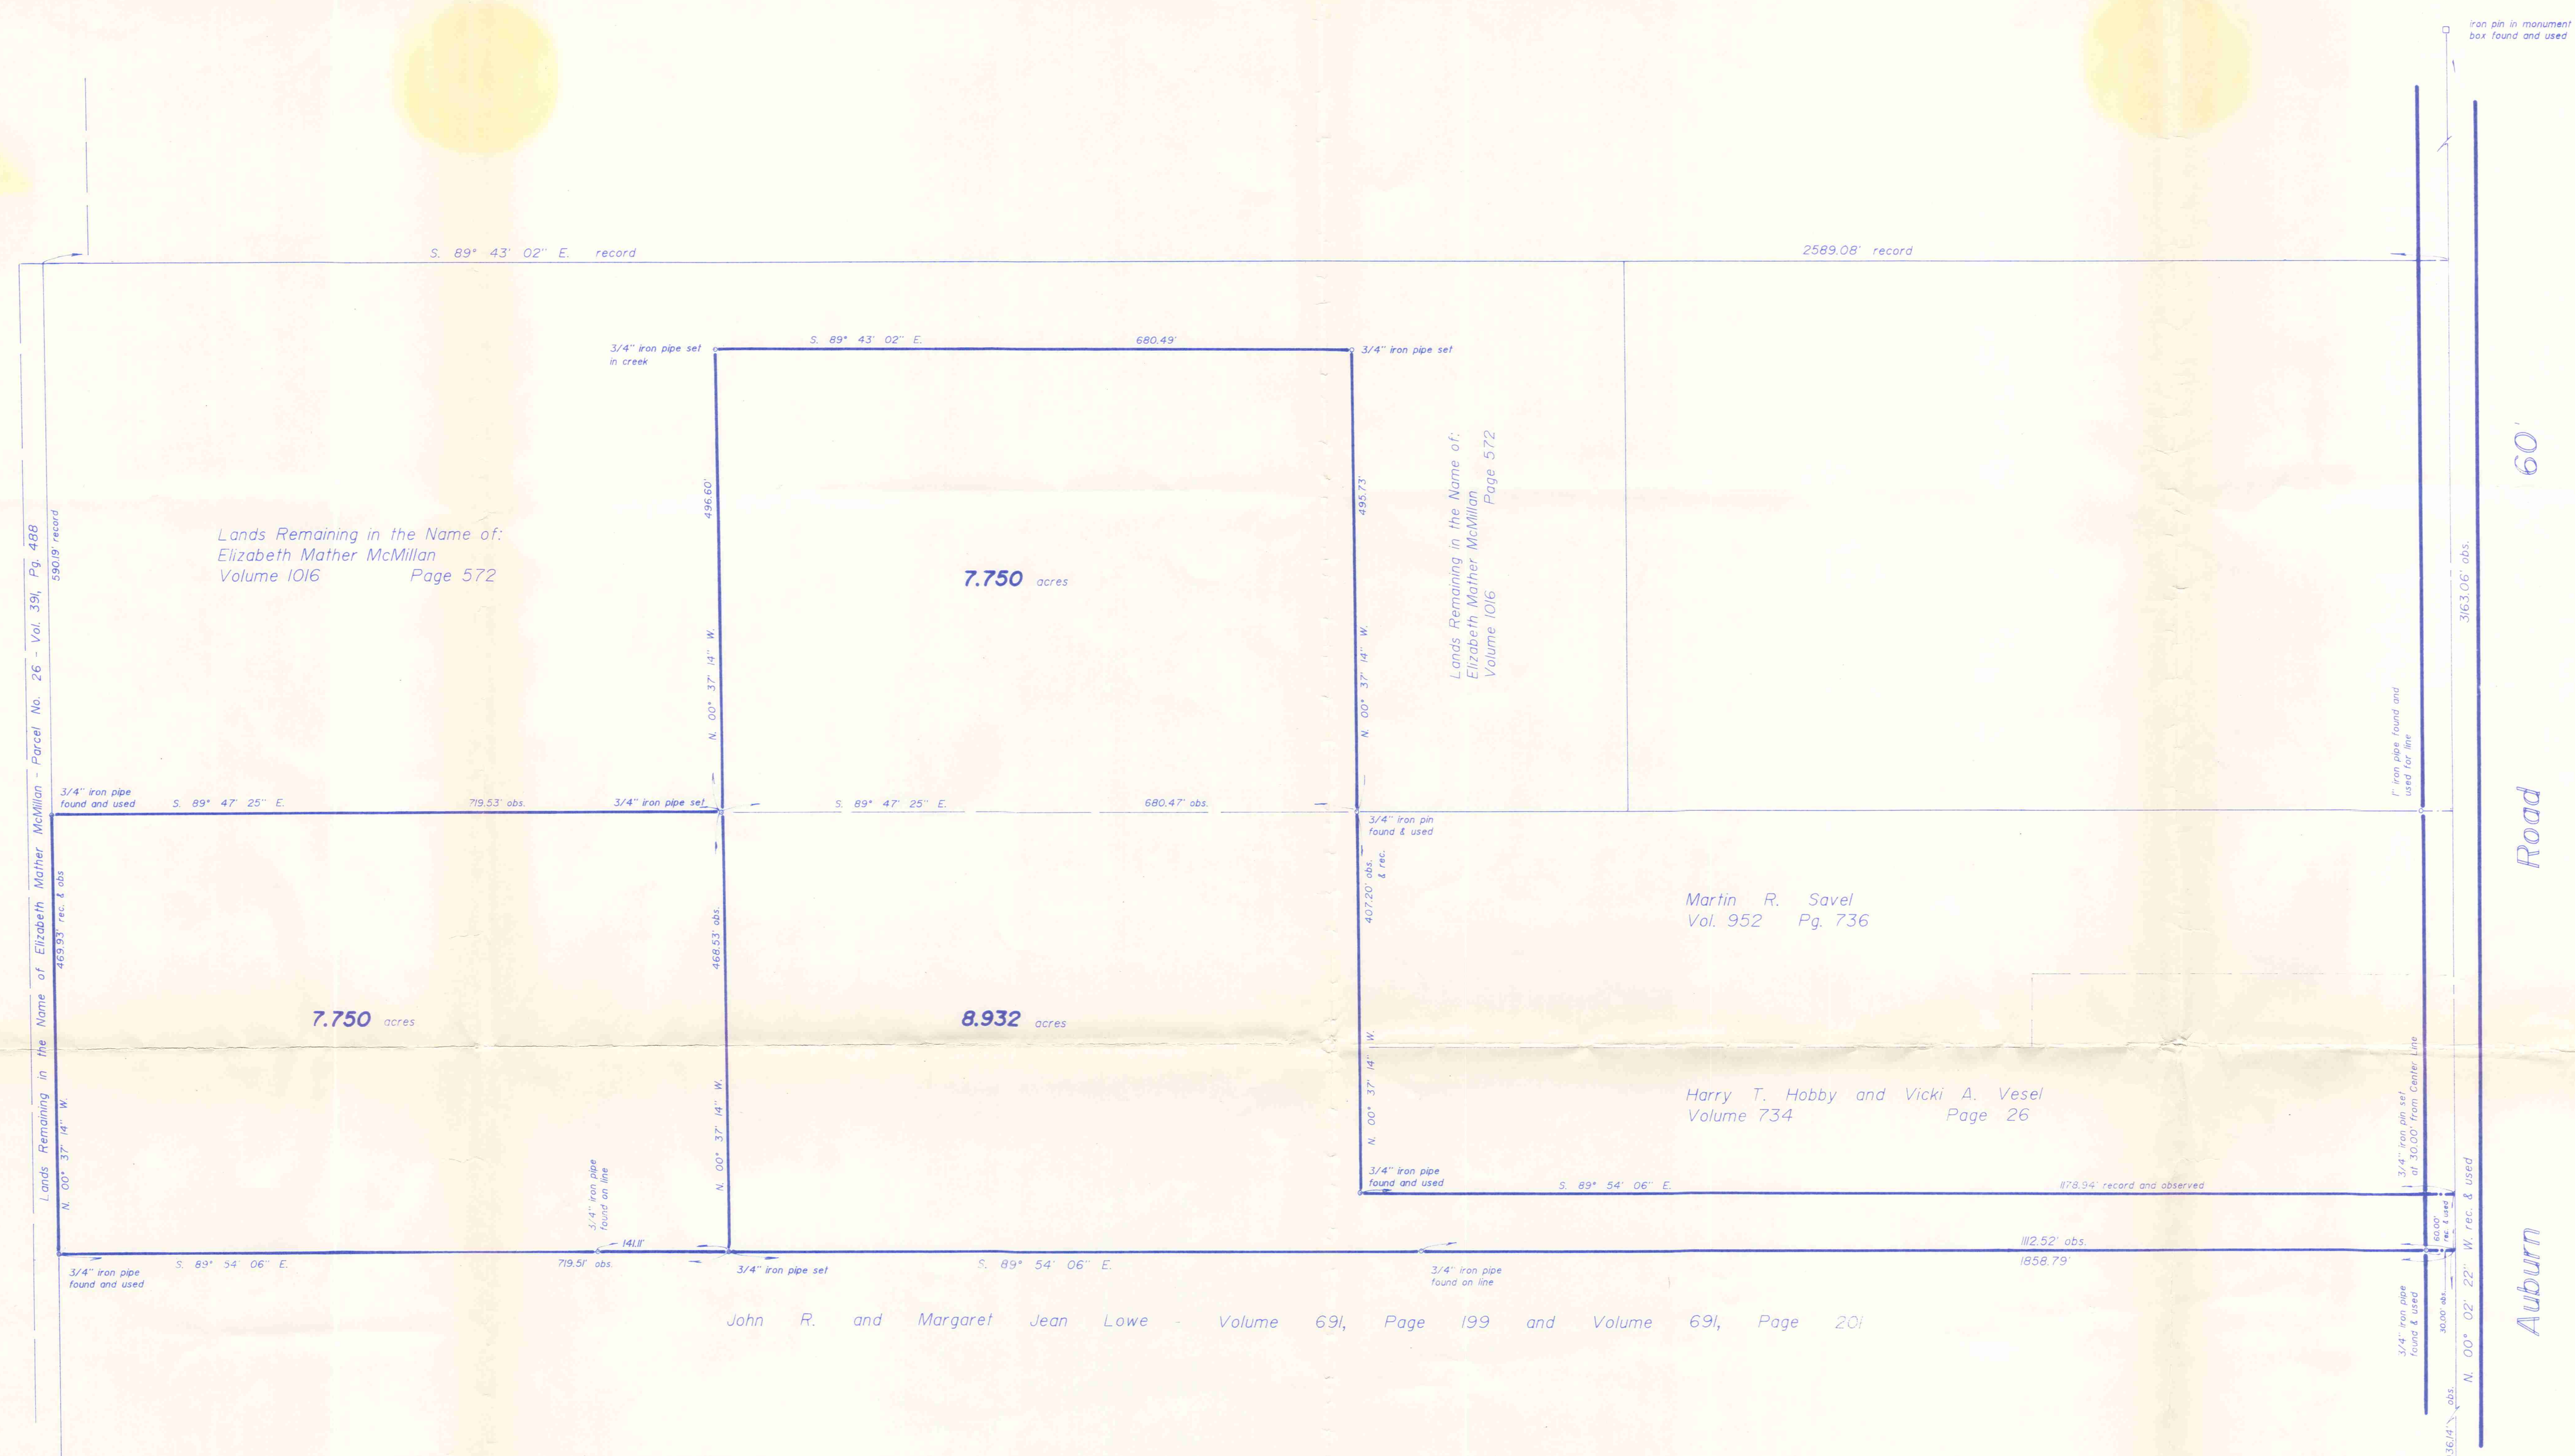 iron pin in monument
box found and used
S. 89° 43' 02" E. record
2589.08' record
3/4" iron pipe set
in creek
S. 89° 43' 02" E.
680.49'
3/4" iron pipe set
60'
Lands Remaining in the Name of:
Elizabeth Mather McMillan
Volume 1016 Page 572
590.19' record
Lands Remaining in the Name of Elizabeth Mather McMillan - Parcel No. 26 - Vol. 391, Pg. 488
496.60'
N. 00° 37' 14" W.
7.750 acres
495.73'
N. 00° 37' 14" W.
Lands Remaining in the Name of:
Elizabeth Mather McMillan
Volume 1016 Page 572
3163.06' obs.
1" iron pipe found and
used for line
3/4" iron pipe
found and used
S. 89° 47' 25" E.
719.53' obs.
3/4" iron pipe set
S. 89° 47' 25" E.
680.47' obs.
3/4" iron pin
found & used
Road
469.93' rec. & obs
N. 00° 37' 14" W.
468.53' obs.
N. 00° 37' 14" W.
407.20' obs.
& rec.
N. 00° 37' 14" W.
Martin R. Savel
Vol. 952 Pg. 736
7.750 acres
8.932 acres
Harry T. Hobby and Vicki A. Vesel
Volume 734 Page 26
3/4" iron pin set
at 30.00' from Center Line
3/4" iron pipe
found on line
3/4" iron pipe
found and used
S. 89° 54' 06" E.
1178.94' record and observed
60.00'
rec. & used
141.11'
1112.52' obs.
3/4" iron pipe
found and used
S. 89° 54' 06" E.
719.51' obs.
3/4" iron pipe set
S. 89° 54' 06" E.
3/4" iron pipe
found on line
1858.79'
3/4" iron pipe
found & used
30.00' obs.
N. 00° 02' 22" W. rec. & used
Auburn
John R. and Margaret Jean Lowe - Volume 691, Page 199 and Volume 691, Page 201
36.14' obs.